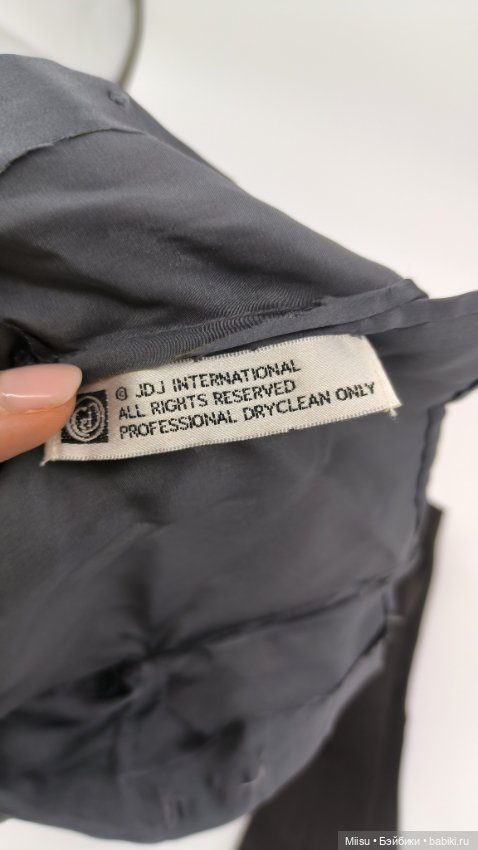 © JDJ INTERNATIONAL
ALL RIGHTS RESERVED
PROFESSIONAL DRYCLEAN ONLY
Miisu • Бэйбики • babiki.ru